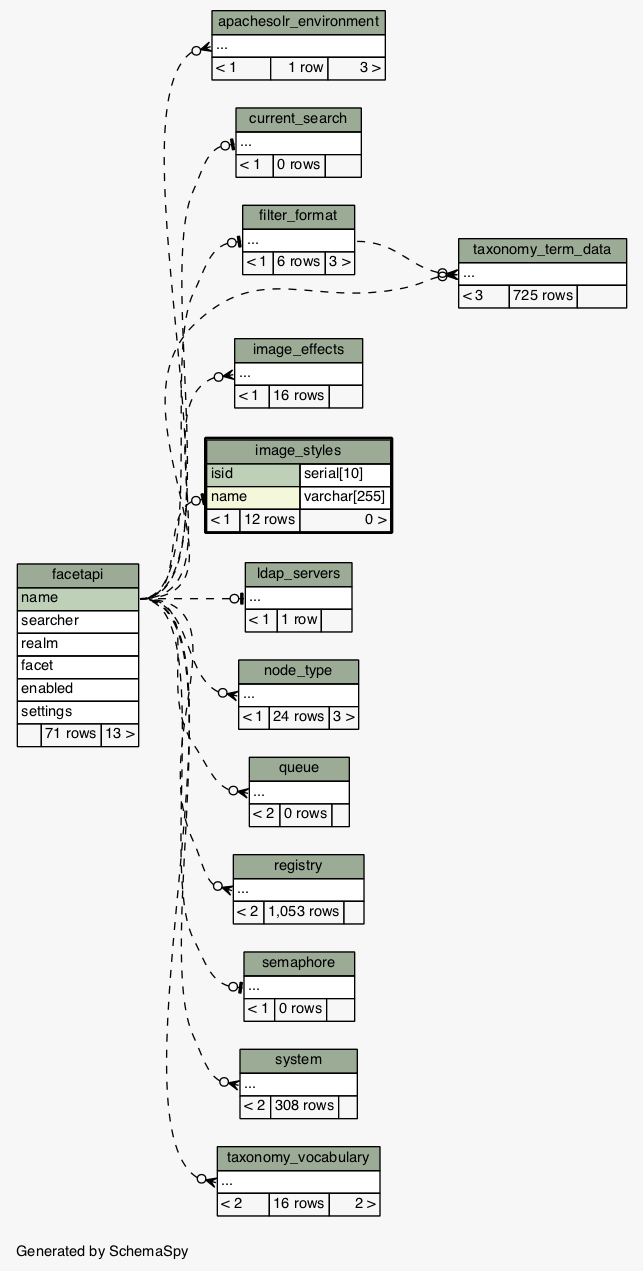 apachesolr_environment
...
< 1 1 row 3 >
current_search
...
< 1 0 rows
filter_format
...
< 1 6 rows 3 >
taxonomy_term_data
...
< 3 725 rows
image_effects
...
< 1 16 rows
image_styles
isid serial[10]
name varchar[255]
< 1 12 rows 0 >
facetapi
name
searcher
realm
facet
enabled
settings
71 rows 13 >
ldap_servers
...
< 1 1 row
node_type
...
< 1 24 rows 3 >
queue
...
< 2 0 rows
registry
...
< 2 1,053 rows
semaphore
...
< 1 0 rows
system
...
< 2 308 rows
taxonomy_vocabulary
...
< 2 16 rows 2 >
Generated by SchemaSpy